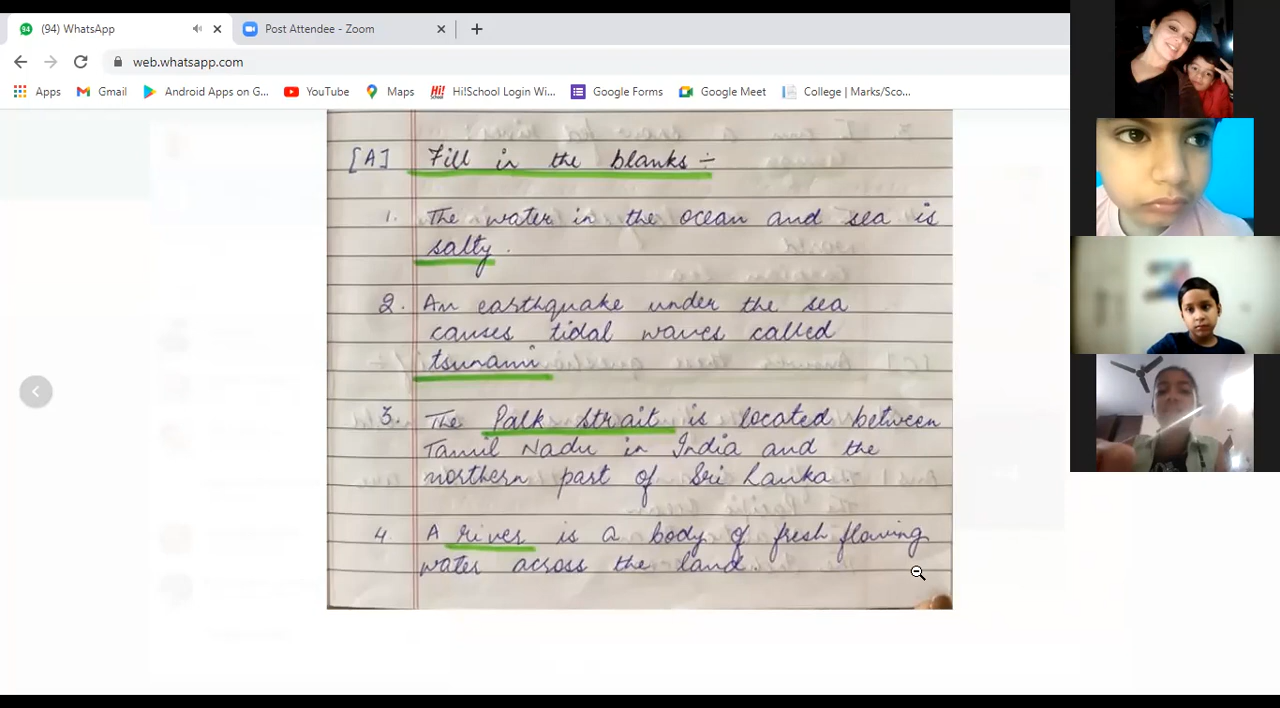 (94) WhatsApp
Post Attendee - Zoom
web.whatsapp.com
Apps
Gmail
Android Apps on G...
YouTube
Maps
Hi!School Login Wi...
Google Forms
Google Meet
College | Marks/Sco...
[A] Fill in the blanks ÷
1. The water in the ocean and sea is
salty.
2. An earthquake under the sea
causes tidal waves called
tsunami
3. The Palk Strait is located between
Tamil Nadu in India and the
northern part of Sri Lanka.
4. A river is a body of fresh flowing
water across the land.